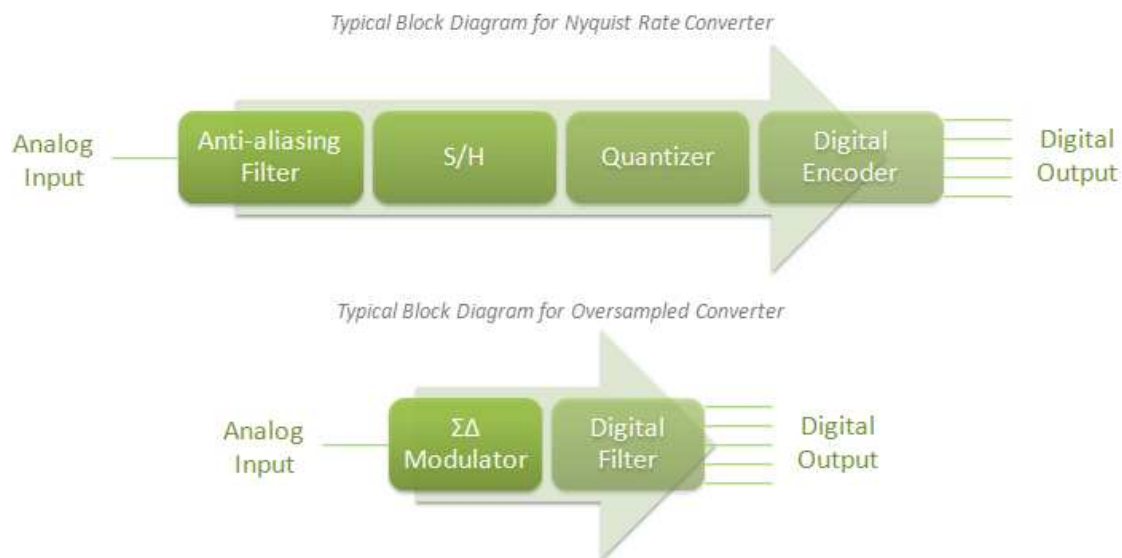 Typical Block Diagram for Nyquist Rate Converter
Analog
Input
Anti-aliasing
Filter
S/H
Quantizer
Digital
Encoder
Digital
Output
Typical Block Diagram for Oversampled Converter
Analog
Input
ΣΔ
Modulator
Digital
Filter
Digital
Output